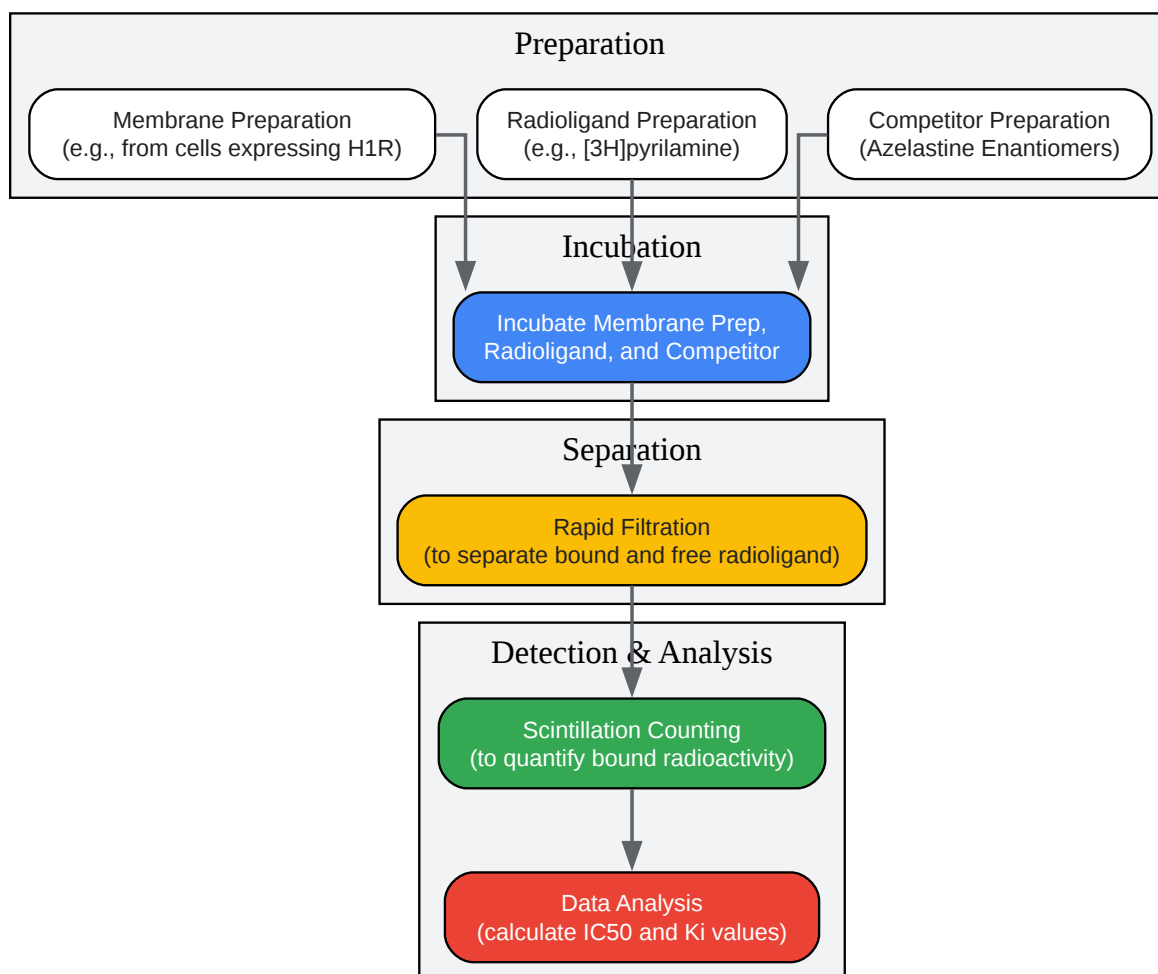 Preparation
Membrane Preparation
(e.g., from cells expressing H1R)
Radioligand Preparation
(e.g., [3H]pyrilamine)
Competitor Preparation
(Azelastine Enantiomers)
Incubation
Incubate Membrane Prep,
Radioligand, and Competitor
Separation
Rapid Filtration
(to separate bound and free radioligand)
Detection & Analysis
Scintillation Counting
(to quantify bound radioactivity)
Data Analysis
(calculate IC50 and Ki values)